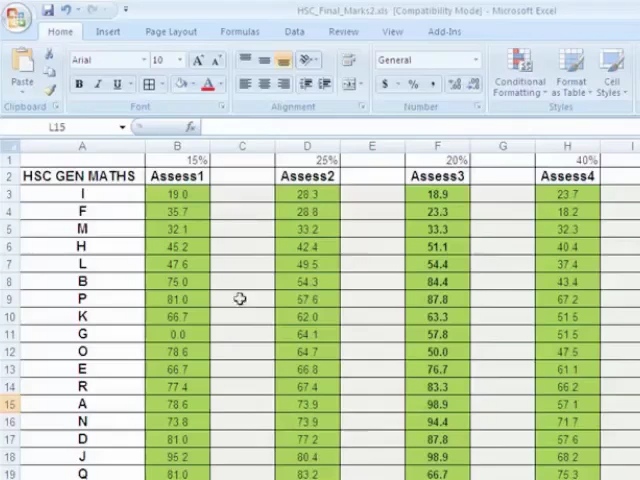 HSC_Final_Marks2.xls [Compatibility Mode] - Microsoft Excel
Home Insert Page Layout Formulas Data Review View Add-Ins
Paste Arial 10 A A General Conditional Formatting Format as Table Cell Styles
B I U $ % ,
Clipboard Font Alignment Number Styles
L15 fx
A B C D E F G H I
1 15% 25% 20% 40%
2 HSC GEN MATHS Assess1 Assess2 Assess3 Assess4
3 I 19.0 28.3 18.9 23.7
4 F 35.7 28.8 23.3 18.2
5 M 32.1 33.2 33.3 32.3
6 H 45.2 42.4 51.1 40.4
7 L 47.6 49.5 54.4 37.4
8 B 75.0 54.3 84.4 43.4
9 P 81.0 57.6 87.8 67.2
10 K 66.7 62.0 63.3 51.5
11 G 0.0 64.1 57.8 51.5
12 O 78.6 64.7 50.0 47.5
13 E 66.7 66.8 76.7 61.1
14 R 77.4 67.4 83.3 66.2
15 A 78.6 73.9 98.9 57.1
16 N 73.8 73.9 94.4 71.7
17 D 81.0 77.2 87.8 57.6
18 J 95.2 80.4 98.9 68.2
19 Q 81.0 83.2 66.7 75.3